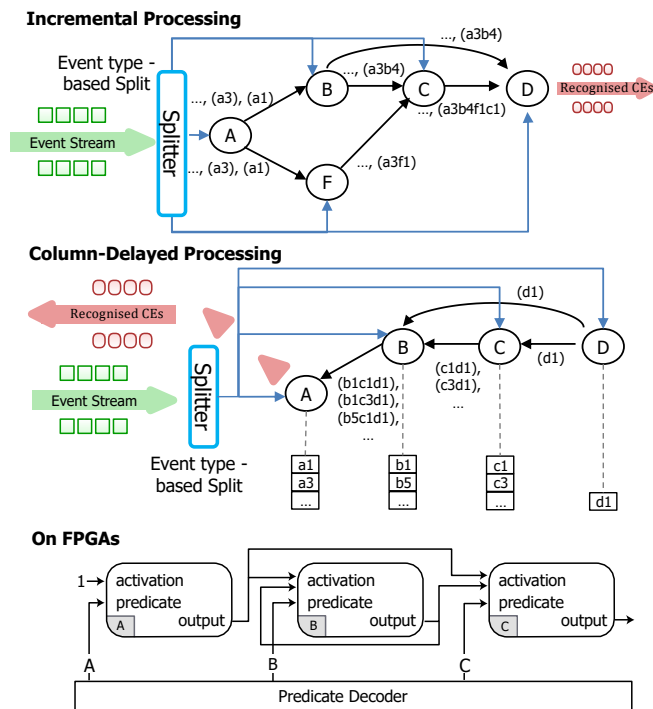 Incremental Processing
Event type -
based Split
Event Stream
Splitter
A
B
C
D
F
..., (a3), (a1)
..., (a3), (a1)
..., (a3b4)
..., (a3b4)
..., (a3f1)
..., (a3b4f1c1)
Recognised CEs
Column-Delayed Processing
Recognised CEs
Event Stream
Splitter
Event type -
based Split
A
B
C
D
(d1)
(d1)
(c1d1),
(c3d1),
...
(b1c1d1),
(b1c3d1),
(b5c1d1),
...
a1
a3
...
b1
b5
...
c1
c3
...
d1
On FPGAs
1
activation
predicate
output
A
activation
predicate
output
B
activation
predicate
output
C
A
B
C
Predicate Decoder